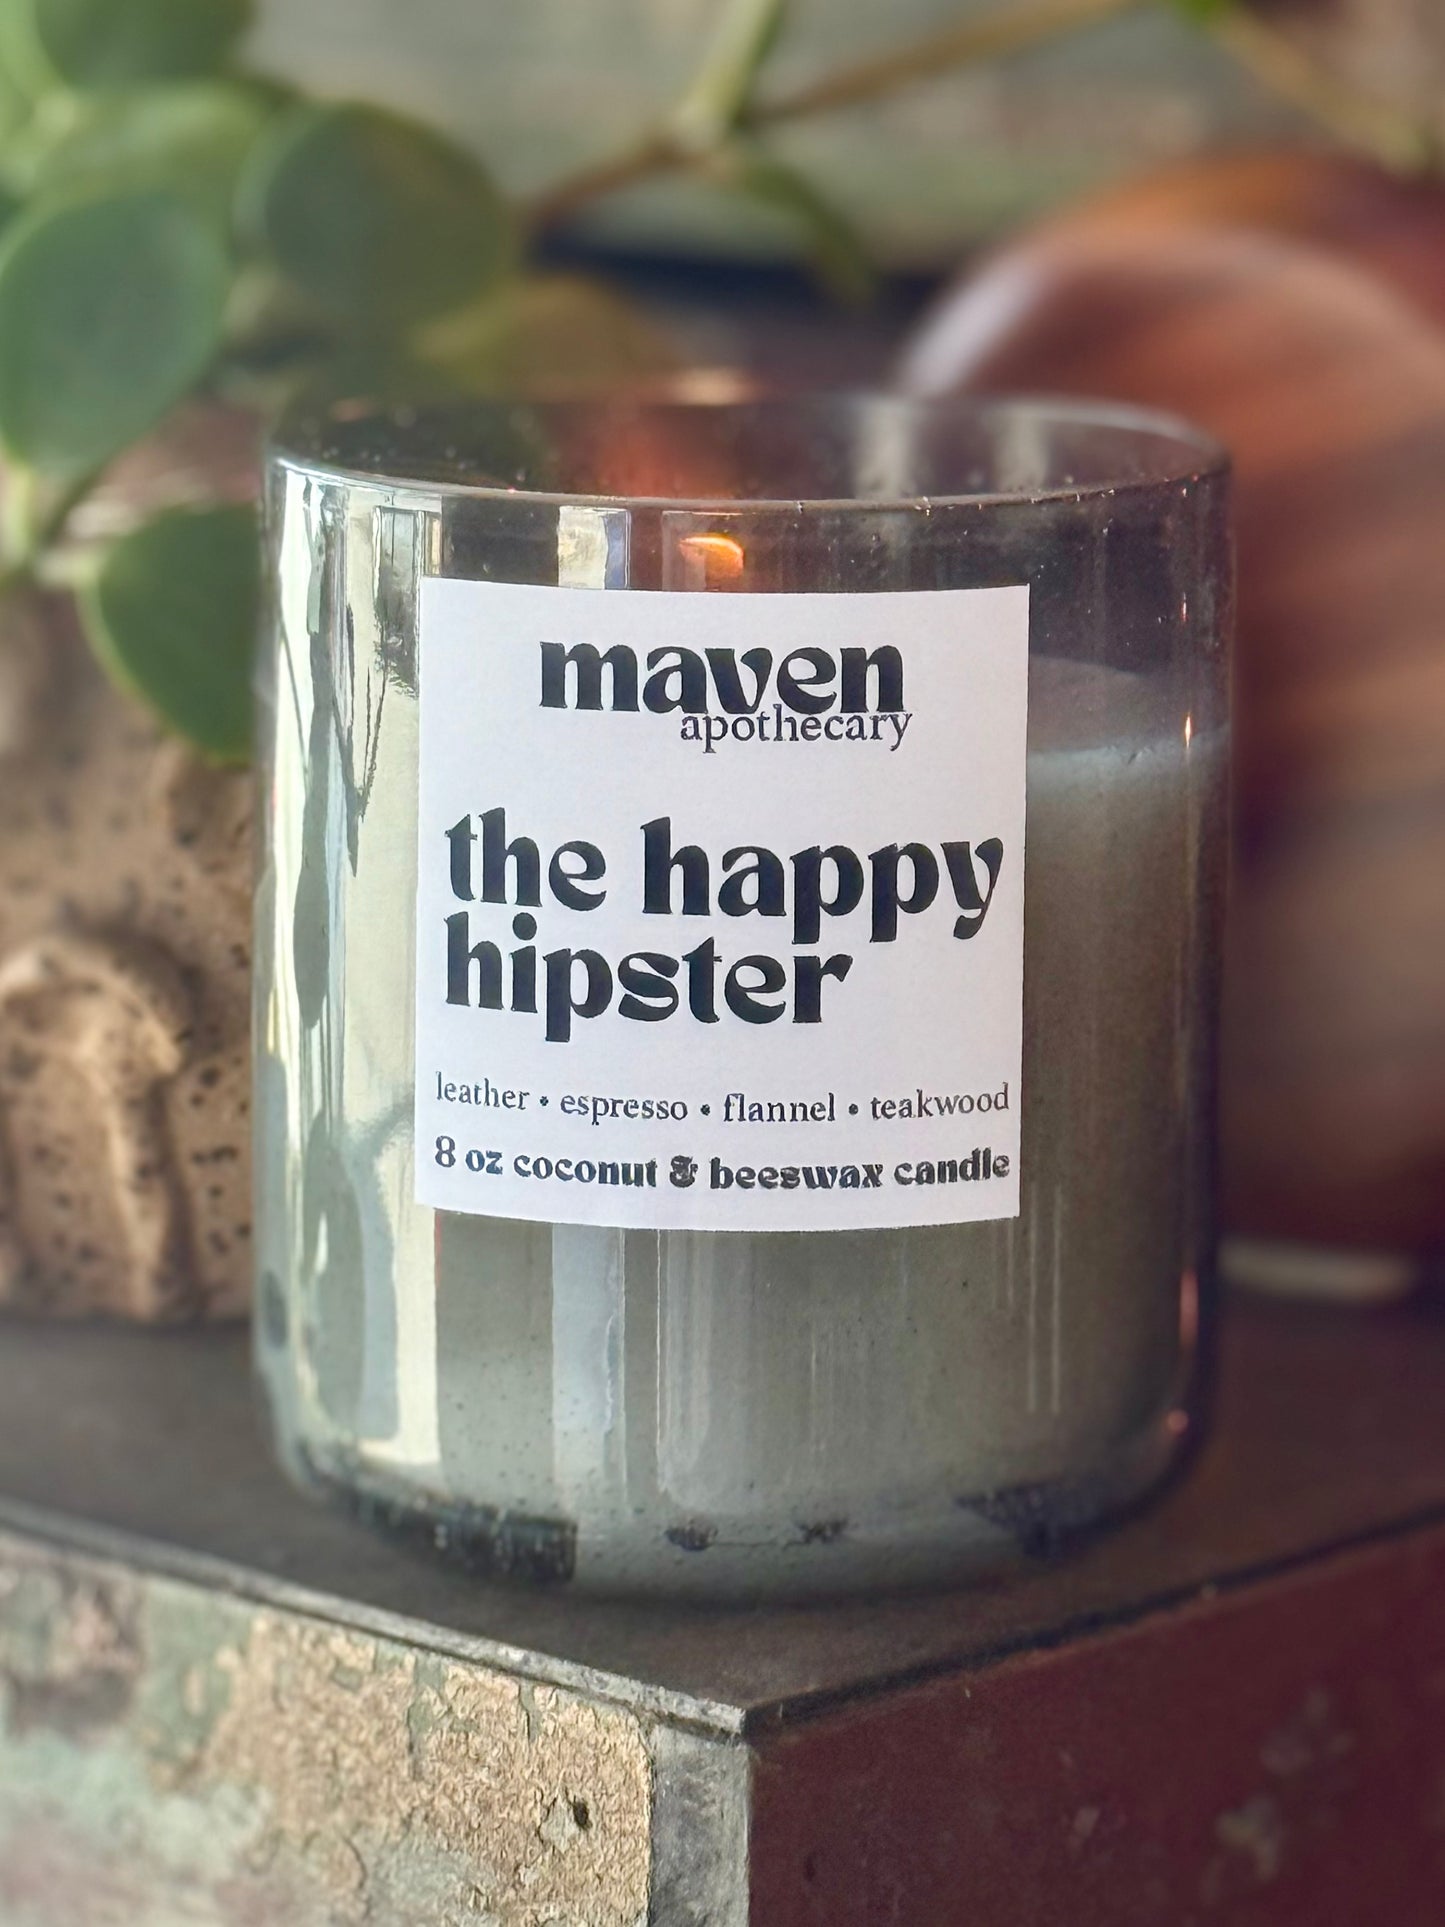 maven
apothecary
the happy
hipster
leather • espresso • flannel • teakwood
8 oz coconut & beeswax candle